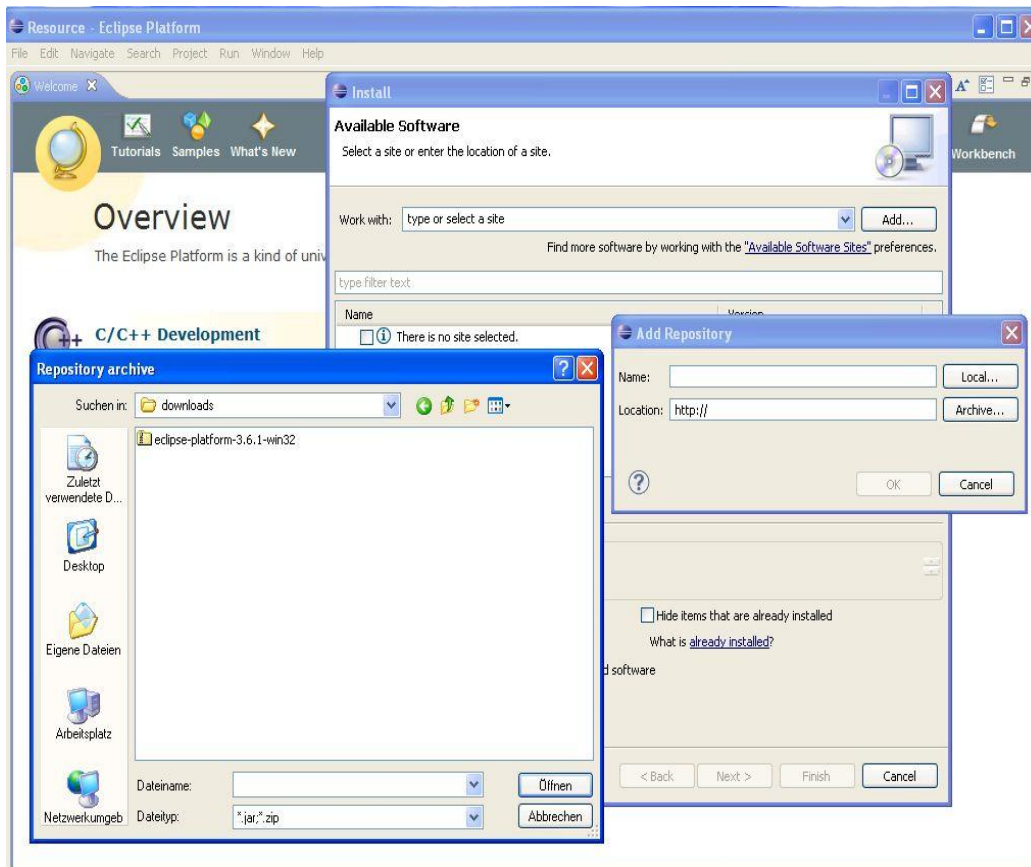 Resource - Eclipse Platform
File Edit Navigate Search Project Run Window Help
Welcome
Tutorials Samples What's New
Workbench
Overview
The Eclipse Platform is a kind of univ
C/C++ Development
Install
Available Software
Select a site or enter the location of a site.
Work with: type or select a site Add...
Find more software by working with the "Available Software Sites" preferences.
type filter text
Name Version
There is no site selected.
Add Repository
Name: Local...
Location: http:// Archive...
OK Cancel
Repository archive
Suchen in: downloads
eclipse-platform-3.6.1-win32
Zuletzt
verwendete D...
Desktop
Eigene Dateien
Arbeitsplatz
Netzwerkumgeb
Dateiname: Öffnen
Dateityp: *.jar;*.zip Abbrechen
Hide items that are already installed
What is already installed?
d software
< Back Next > Finish Cancel